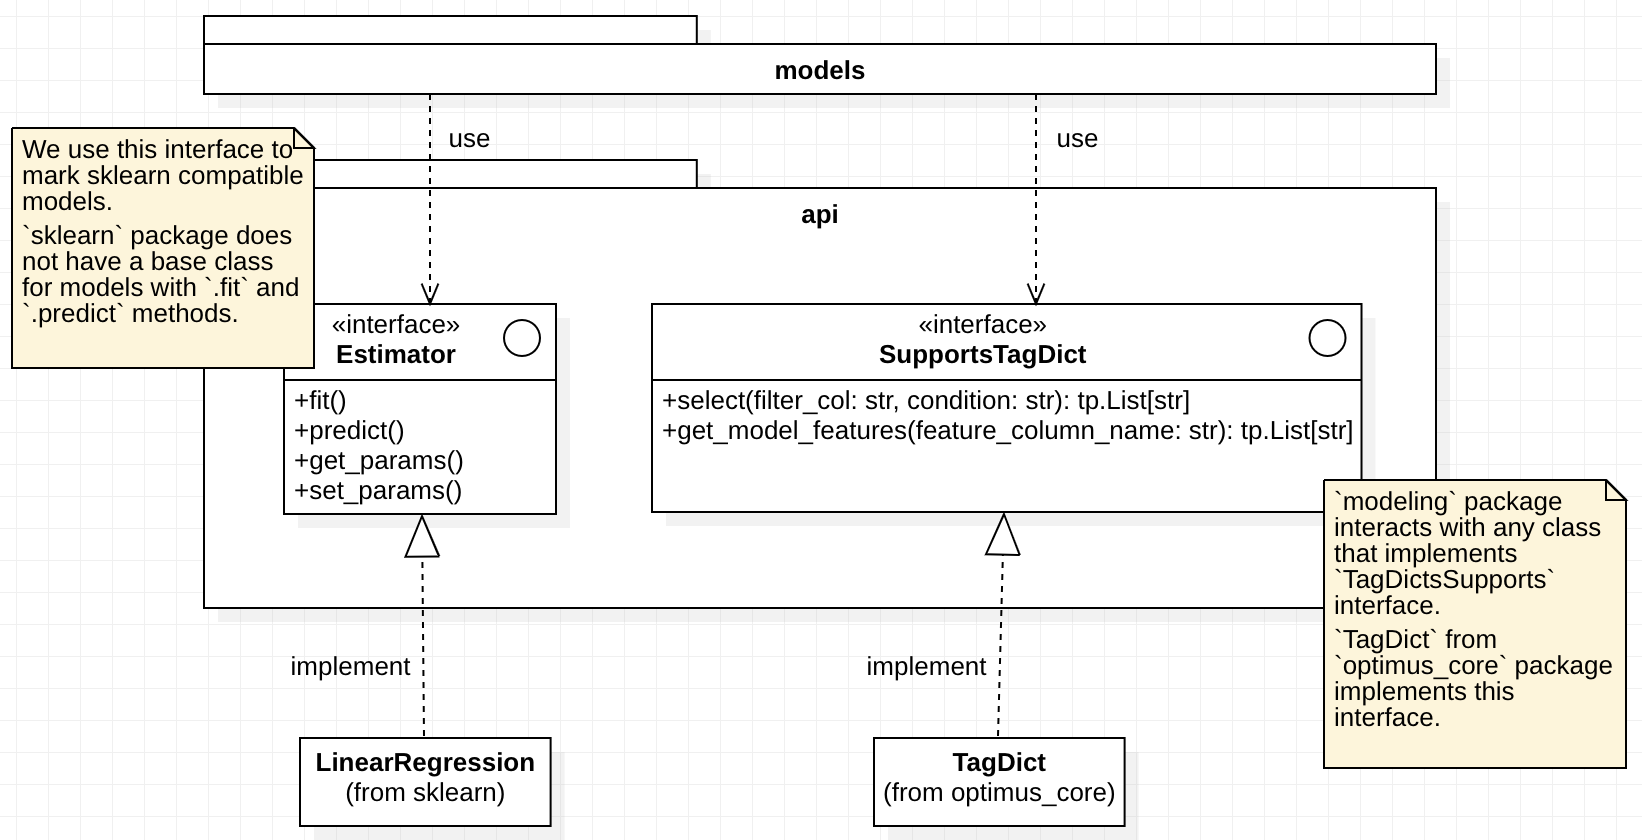 models
use
use
We use this interface to
mark sklearn compatible
models.
`sklearn` package does
not have a base class
for models with `.fit` and
`.predict` methods.
api
«interface»
Estimator
+fit()
+predict()
+get_params()
+set_params()
«interface»
SupportsTagDict
+select(filter_col: str, condition: str): tp.List[str]
+get_model_features(feature_column_name: str): tp.List[str]
`modeling` package
interacts with any class
that implements
`TagDictsSupports`
interface.
`TagDict` from
`optimus_core` package
implements this
interface.
implement
implement
LinearRegression
(from sklearn)
TagDict
(from optimus_core)